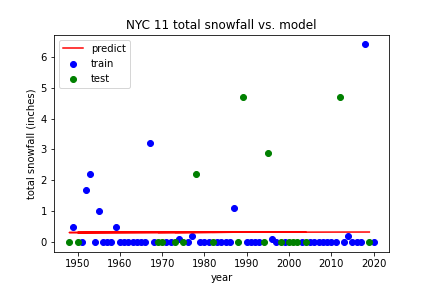 NYC 11 total snowfall vs. model
predict
train
test
total snowfall (inches)
6
5
4
3
2
1
0
1950 1960 1970 1980 1990 2000 2010 2020
year